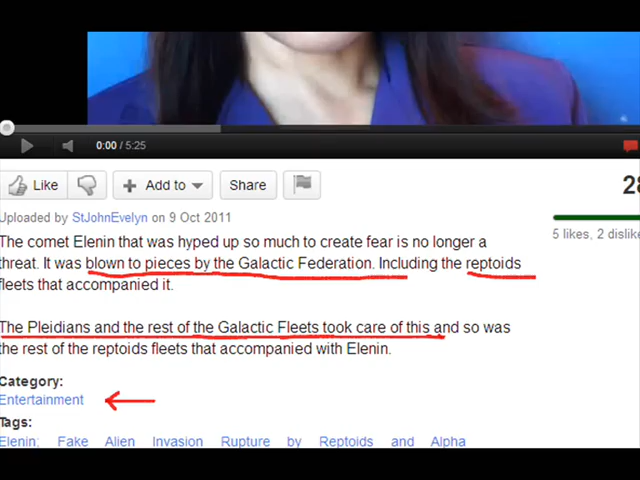 0:00 / 5:25
Like
Add to
Share
28
Uploaded by StJohnEvelyn on 9 Oct 2011
5 likes, 2 dislike
The comet Elenin that was hyped up so much to create fear is no longer a
threat. It was blown to pieces by the Galactic Federation. Including the reptoids
fleets that accompanied it.
The Pleidians and the rest of the Galactic Fleets took care of this and so was
the rest of the reptoids fleets that accompanied with Elenin.
Category:
Entertainment
Tags:
Elenin; Fake Alien Invasion Rupture by Reptoids and Alpha